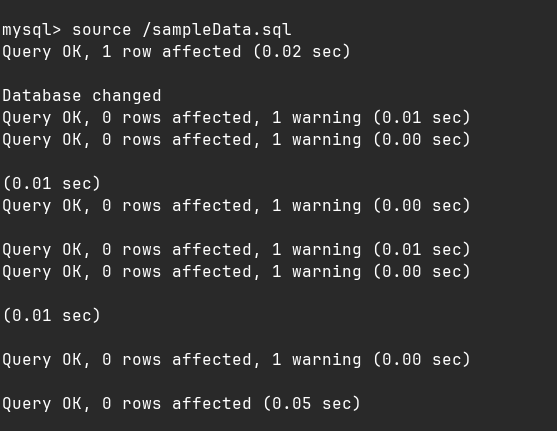 mysql> source /sampleData.sql
Query OK, 1 row affected (0.02 sec)
Database changed
Query OK, 0 rows affected, 1 warning (0.01 sec)
Query OK, 0 rows affected, 1 warning (0.00 sec)
(0.01 sec)
Query OK, 0 rows affected, 1 warning (0.00 sec)
Query OK, 0 rows affected, 1 warning (0.01 sec)
Query OK, 0 rows affected, 1 warning (0.00 sec)
(0.01 sec)
Query OK, 0 rows affected, 1 warning (0.00 sec)
Query OK, 0 rows affected (0.05 sec)